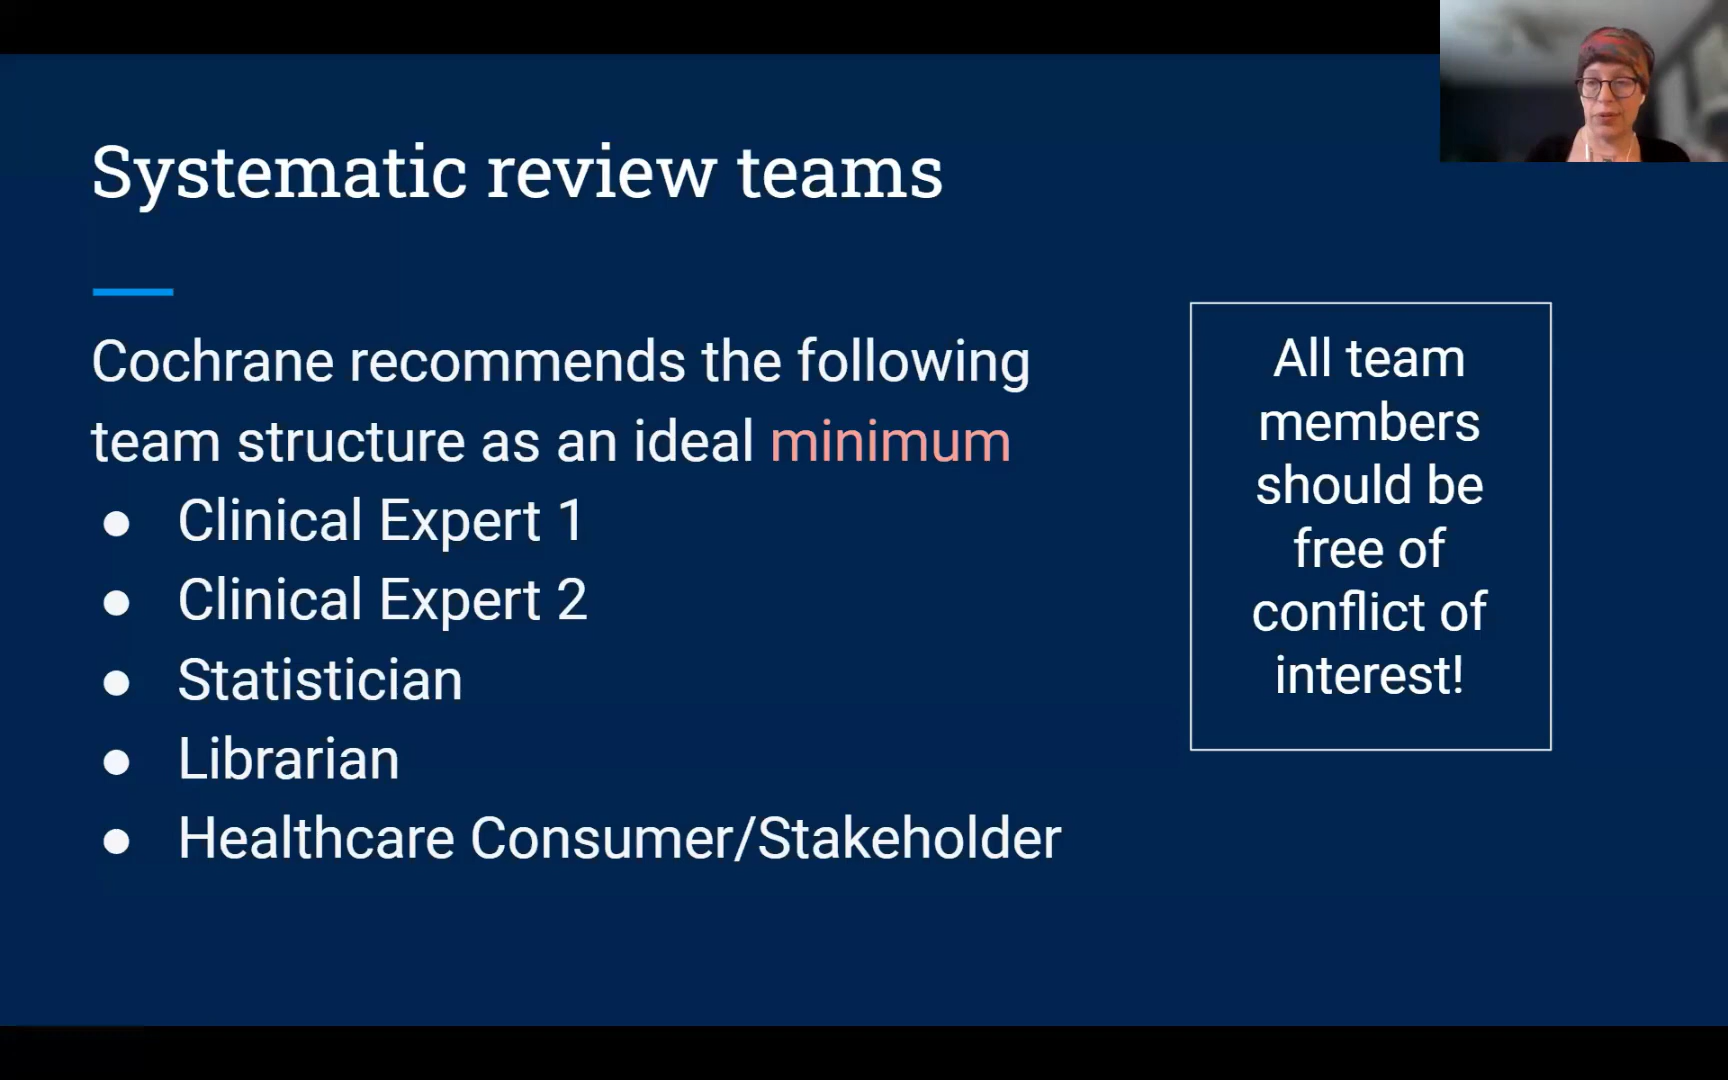 Systematic review teams
Cochrane recommends the following
team structure as an ideal minimum
● Clinical Expert 1
● Clinical Expert 2
● Statistician
● Librarian
● Healthcare Consumer/Stakeholder
All team
members
should be
free of
conflict of
interest!